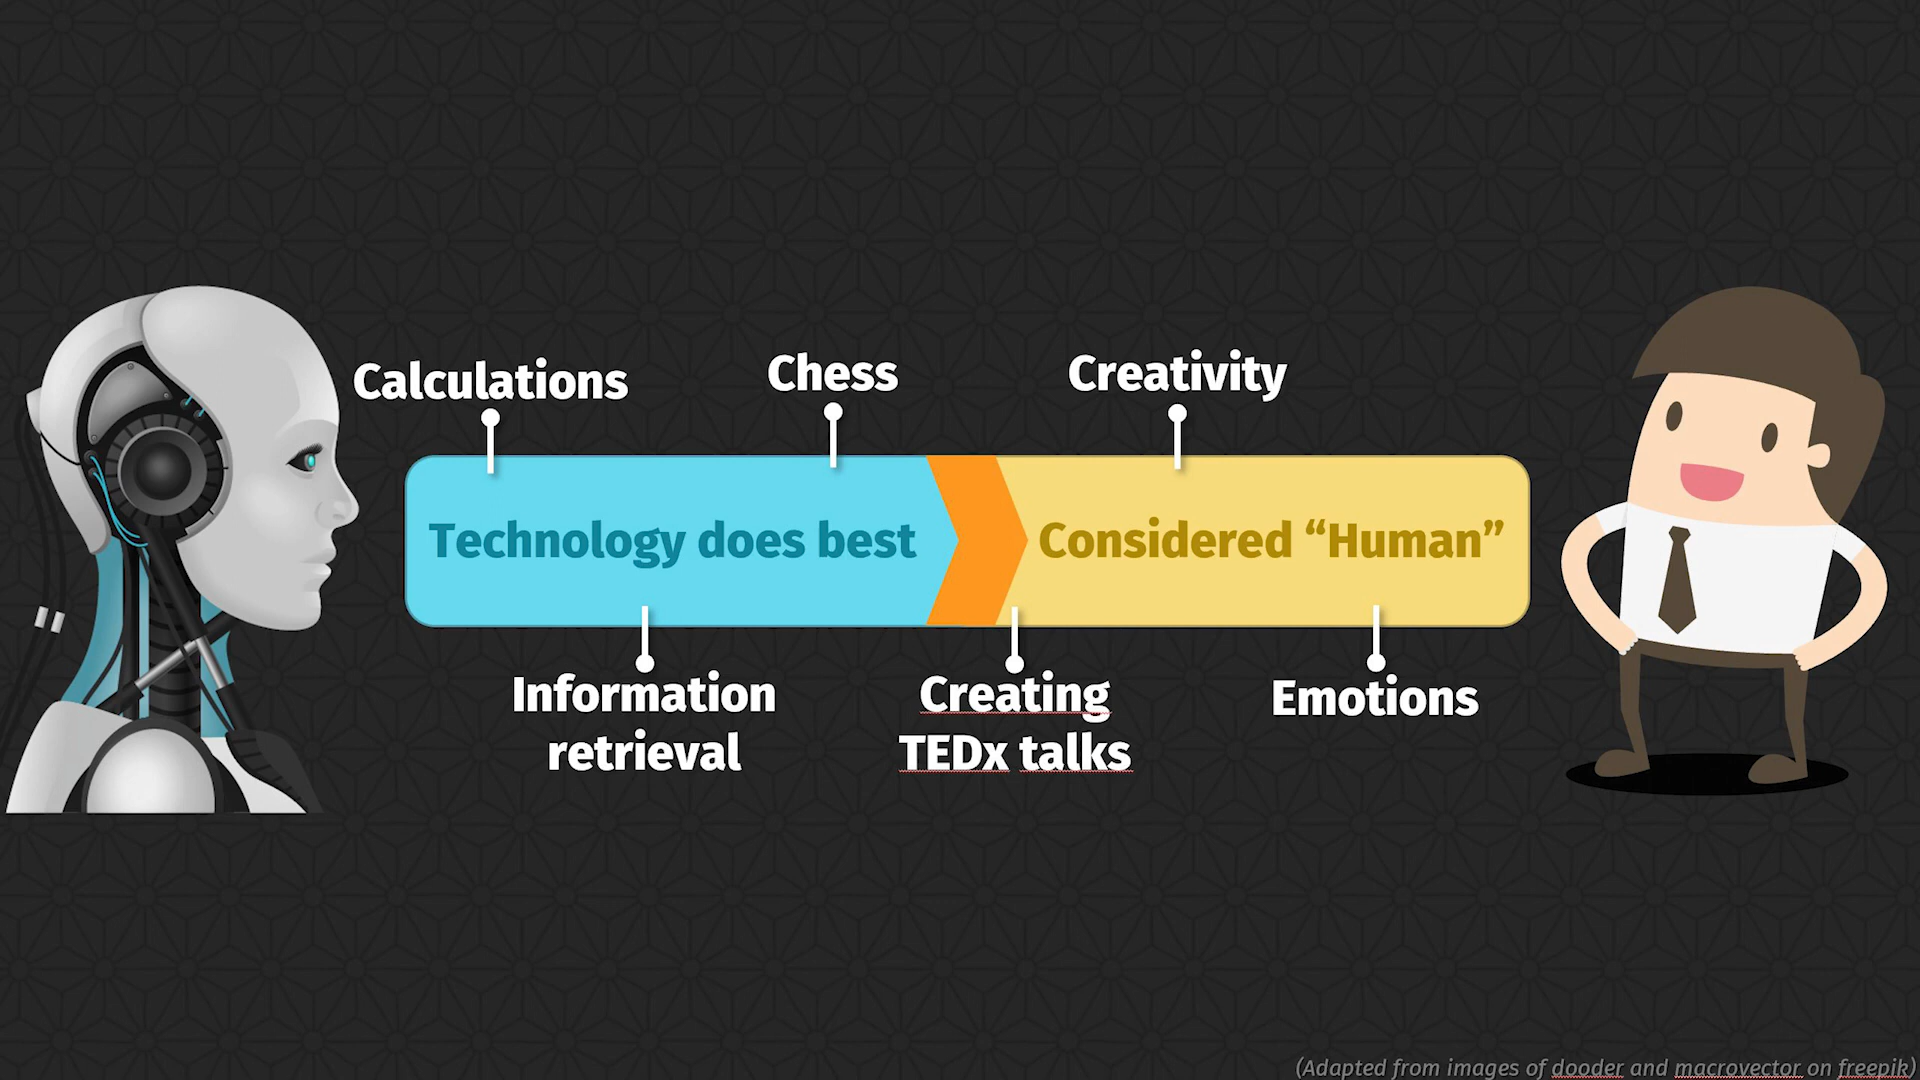 Calculations
Chess
Creativity
Technology does best
Considered “Human”
Information
retrieval
Creating
TEDx talks
Emotions
(Adapted from images of dooder and macrovector on freepik)